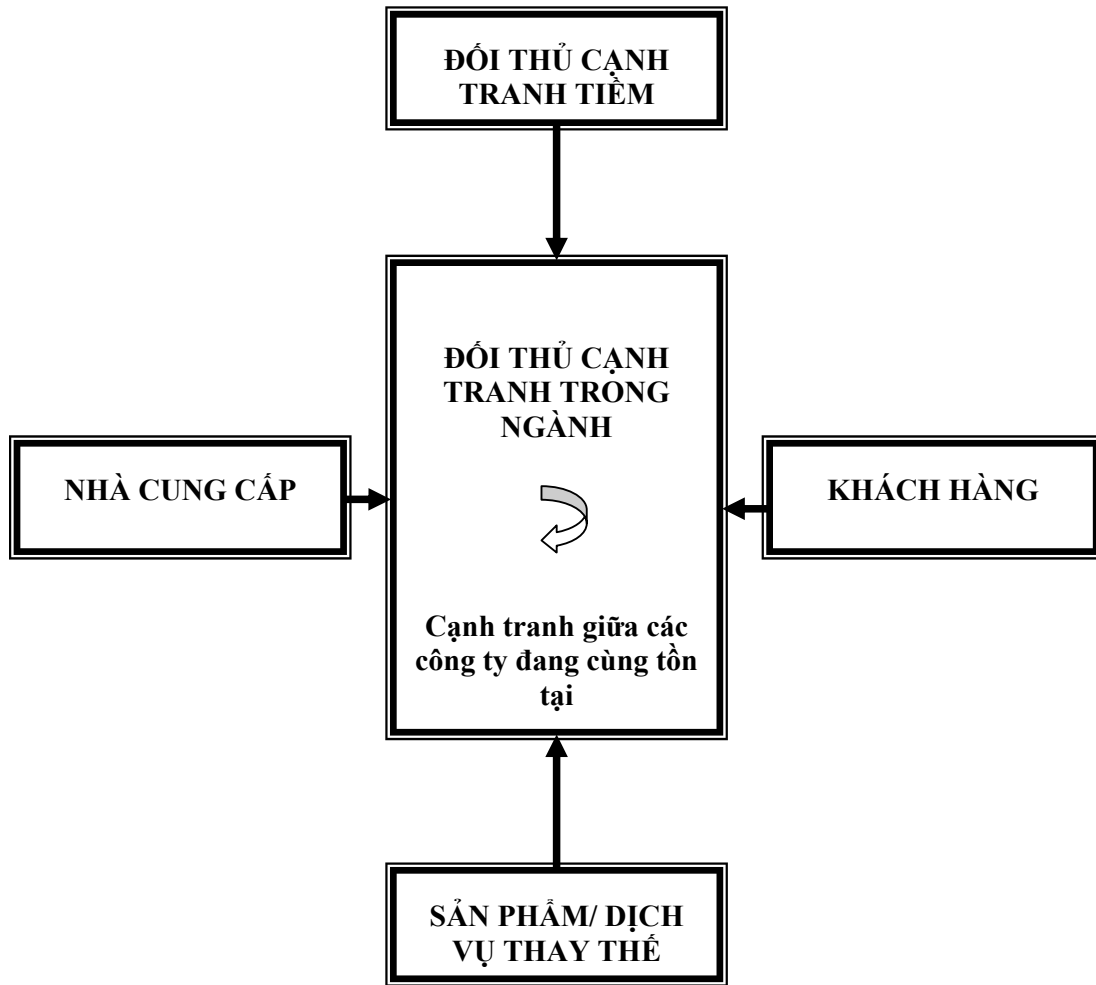 ĐỐI THỦ CẠNH
TRANH TIỀM
ĐỐI THỦ CẠNH
TRANH TRONG
NGÀNH
NHÀ CUNG CẤP
KHÁCH HÀNG
Cạnh tranh giữa các
công ty đang cùng tồn
tại
SẢN PHẨM/ DỊCH
VỤ THAY THẾ